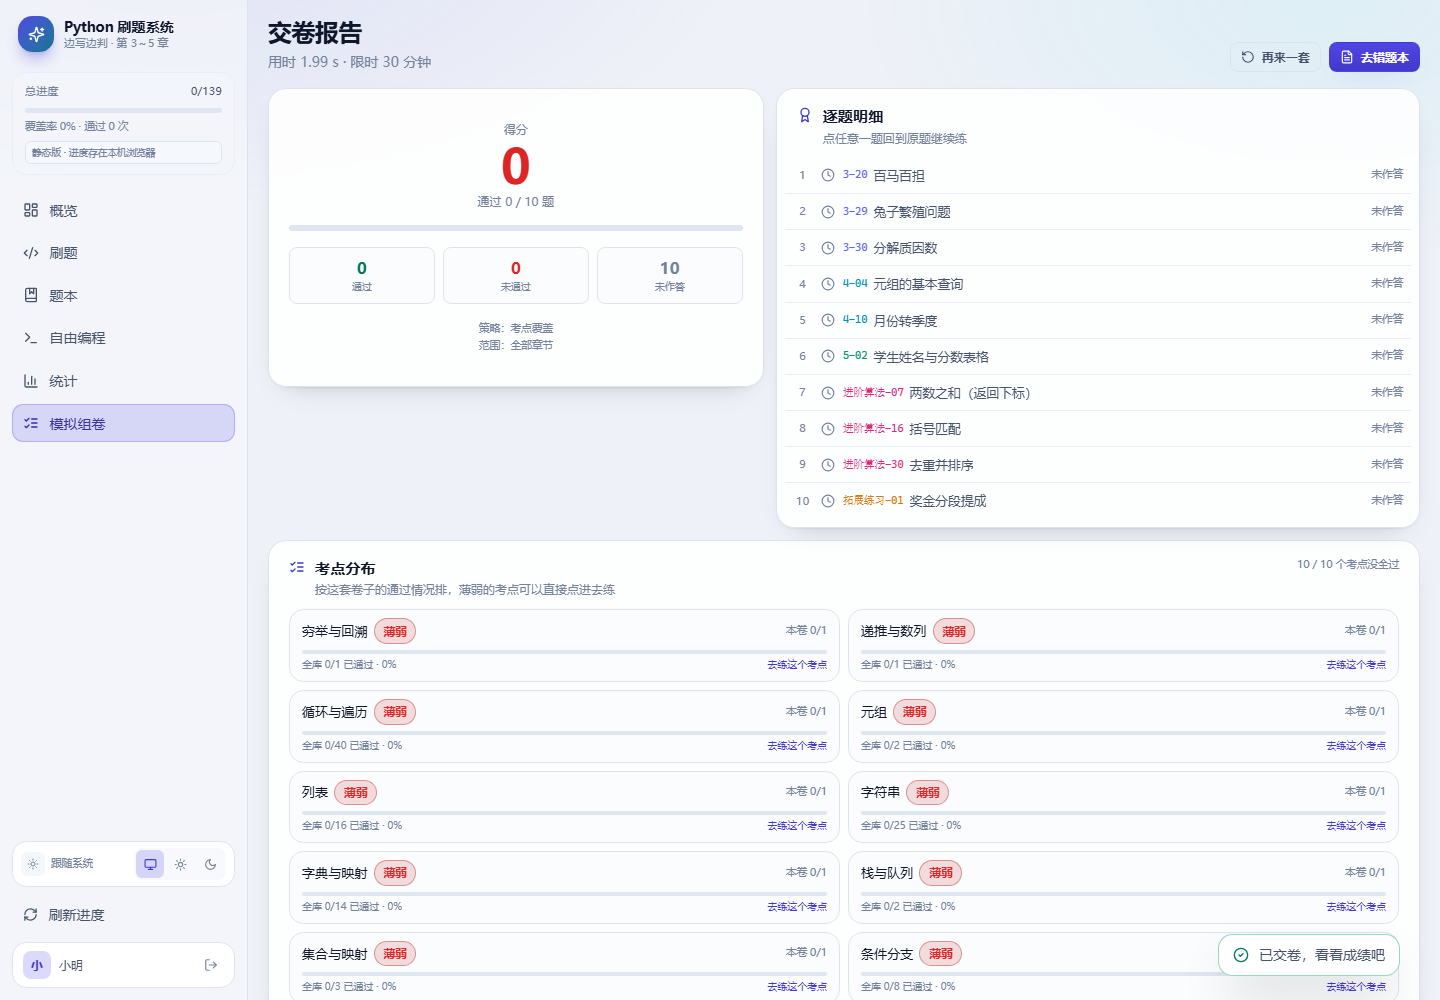 Python 刷题系统
边写边判 · 第 3 ~ 5 章
总进度 0/139
覆盖率 0% · 通过 0 次
静态版 · 进度存在本机浏览器
概览
刷题
题本
自由编程
统计
模拟组卷
跟随系统
刷新进度
小 小明
交卷报告
用时 1.99 s · 限时 30 分钟
再来一套
去错题本
得分
0
通过 0 / 10 题
0
通过
0
未通过
10
未作答
策略：考点覆盖
范围：全部章节
逐题明细
点任意一题回到原题继续练
1 3-20 百马百担 未作答
2 3-29 兔子繁殖问题 未作答
3 3-30 分解质因数 未作答
4 4-04 元组的基本查询 未作答
5 4-10 月份转季度 未作答
6 5-02 学生姓名与分数表格 未作答
7 进阶算法-07 两数之和（返回下标） 未作答
8 进阶算法-16 括号匹配 未作答
9 进阶算法-30 去重并排序 未作答
10 拓展练习-01 奖金分段提成 未作答
考点分布
按这套卷子的通过情况排，薄弱的考点可以直接点进去练
10 / 10 个考点没全过
穷举与回溯 薄弱 本卷 0/1
全库 0/1 已通过 · 0% 去练这个考点
递推与数列 薄弱 本卷 0/1
全库 0/1 已通过 · 0% 去练这个考点
循环与遍历 薄弱 本卷 0/1
全库 0/40 已通过 · 0% 去练这个考点
元组 薄弱 本卷 0/1
全库 0/2 已通过 · 0% 去练这个考点
列表 薄弱 本卷 0/1
全库 0/16 已通过 · 0% 去练这个考点
字符串 薄弱 本卷 0/1
全库 0/25 已通过 · 0% 去练这个考点
字典与映射 薄弱 本卷 0/1
全库 0/14 已通过 · 0% 去练这个考点
栈与队列 薄弱 本卷 0/1
全库 0/2 已通过 · 0% 去练这个考点
集合与映射 薄弱 本卷 0/1
全库 0/3 已通过 · 0% 去练这个考点
条件分支 薄弱
全库 0/8 已通过 · 0% 去练这个考点
已交卷，看看成绩吧